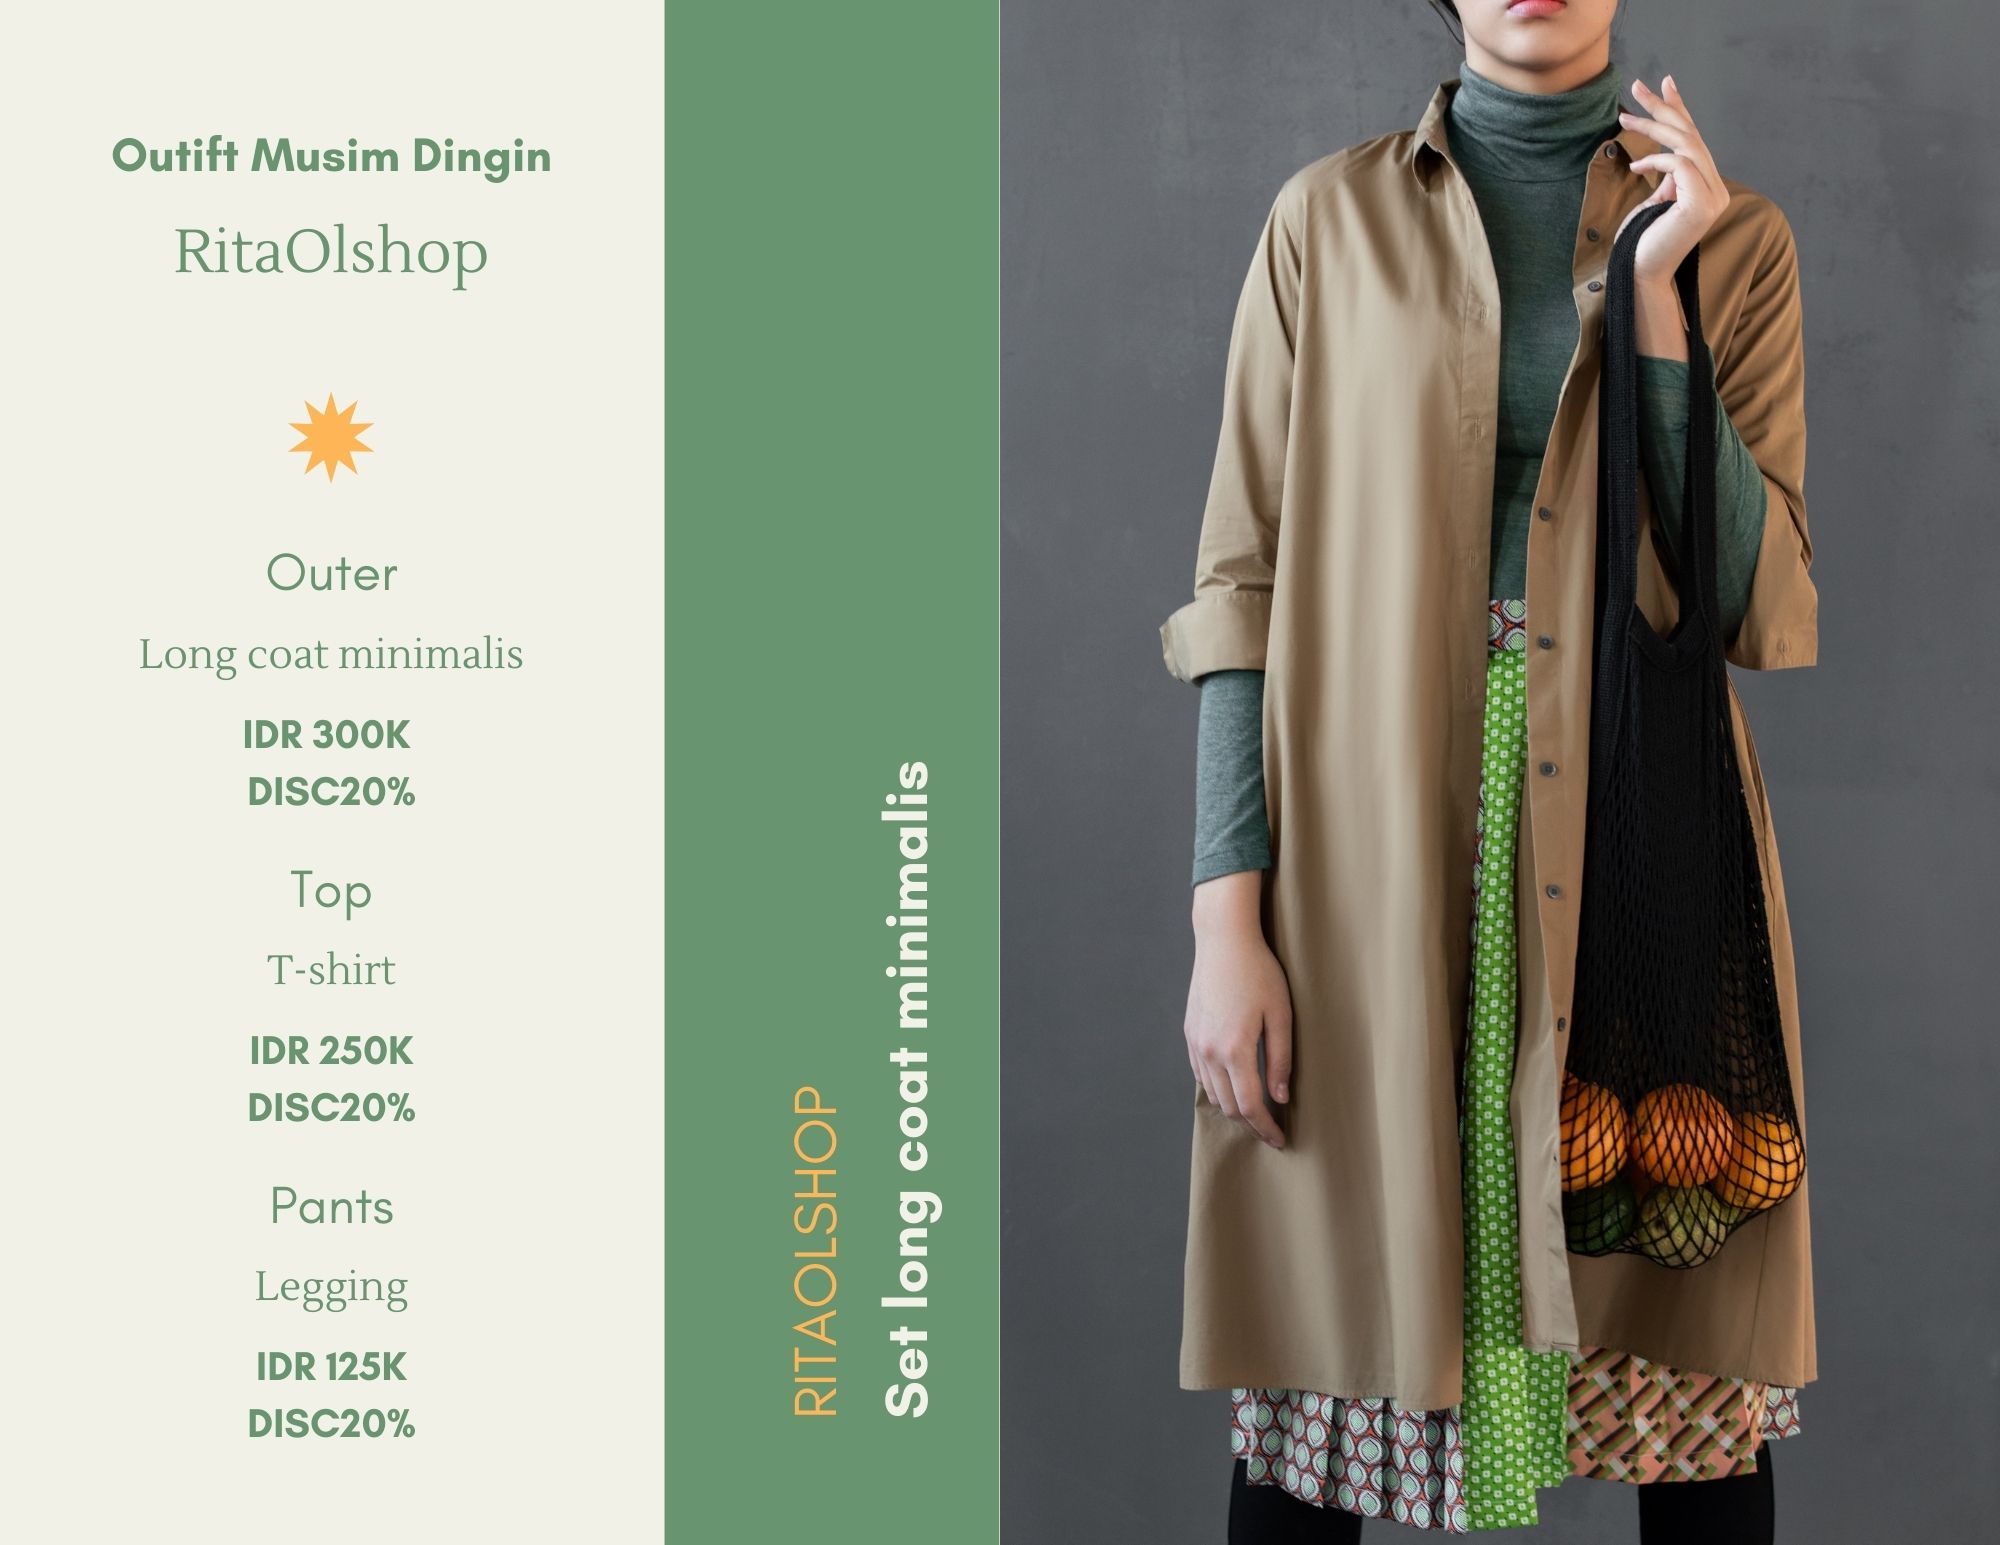 Outift Musim Dingin
RitaOlshop
Outer
Long coat minimalis
IDR 300K
DISC20%
Top
T-shirt
IDR 250K
DISC20%
Pants
Legging
IDR 125K
DISC20%
RITAOLSHOP
Set long coat minimalis